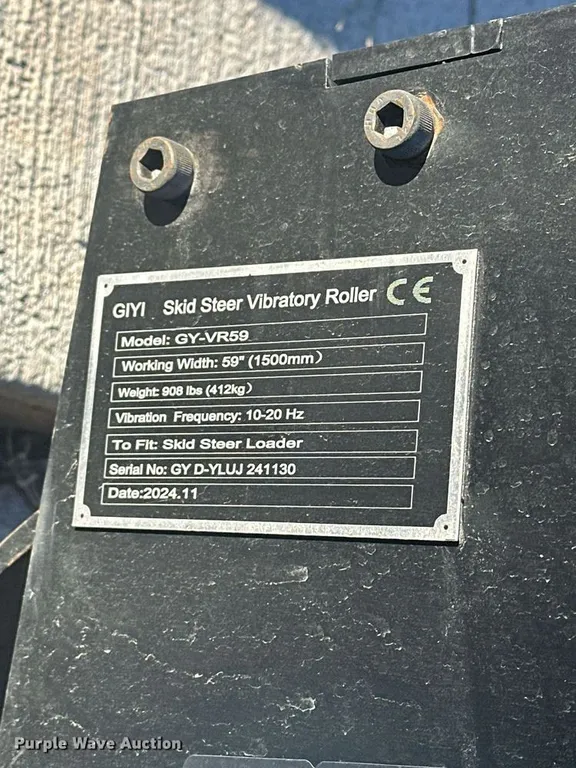 GIYI Skid Steer Vibratory Roller CE
Model: GY-VR59
Working Width: 59" (1500mm)
Weight: 908 lbs (412kg)
Vibration Frequency: 10-20 Hz
To Fit: Skid Steer Loader
Serial No: GY D-YLUJ 241130
Date:2024.11
Purple Wave Auction